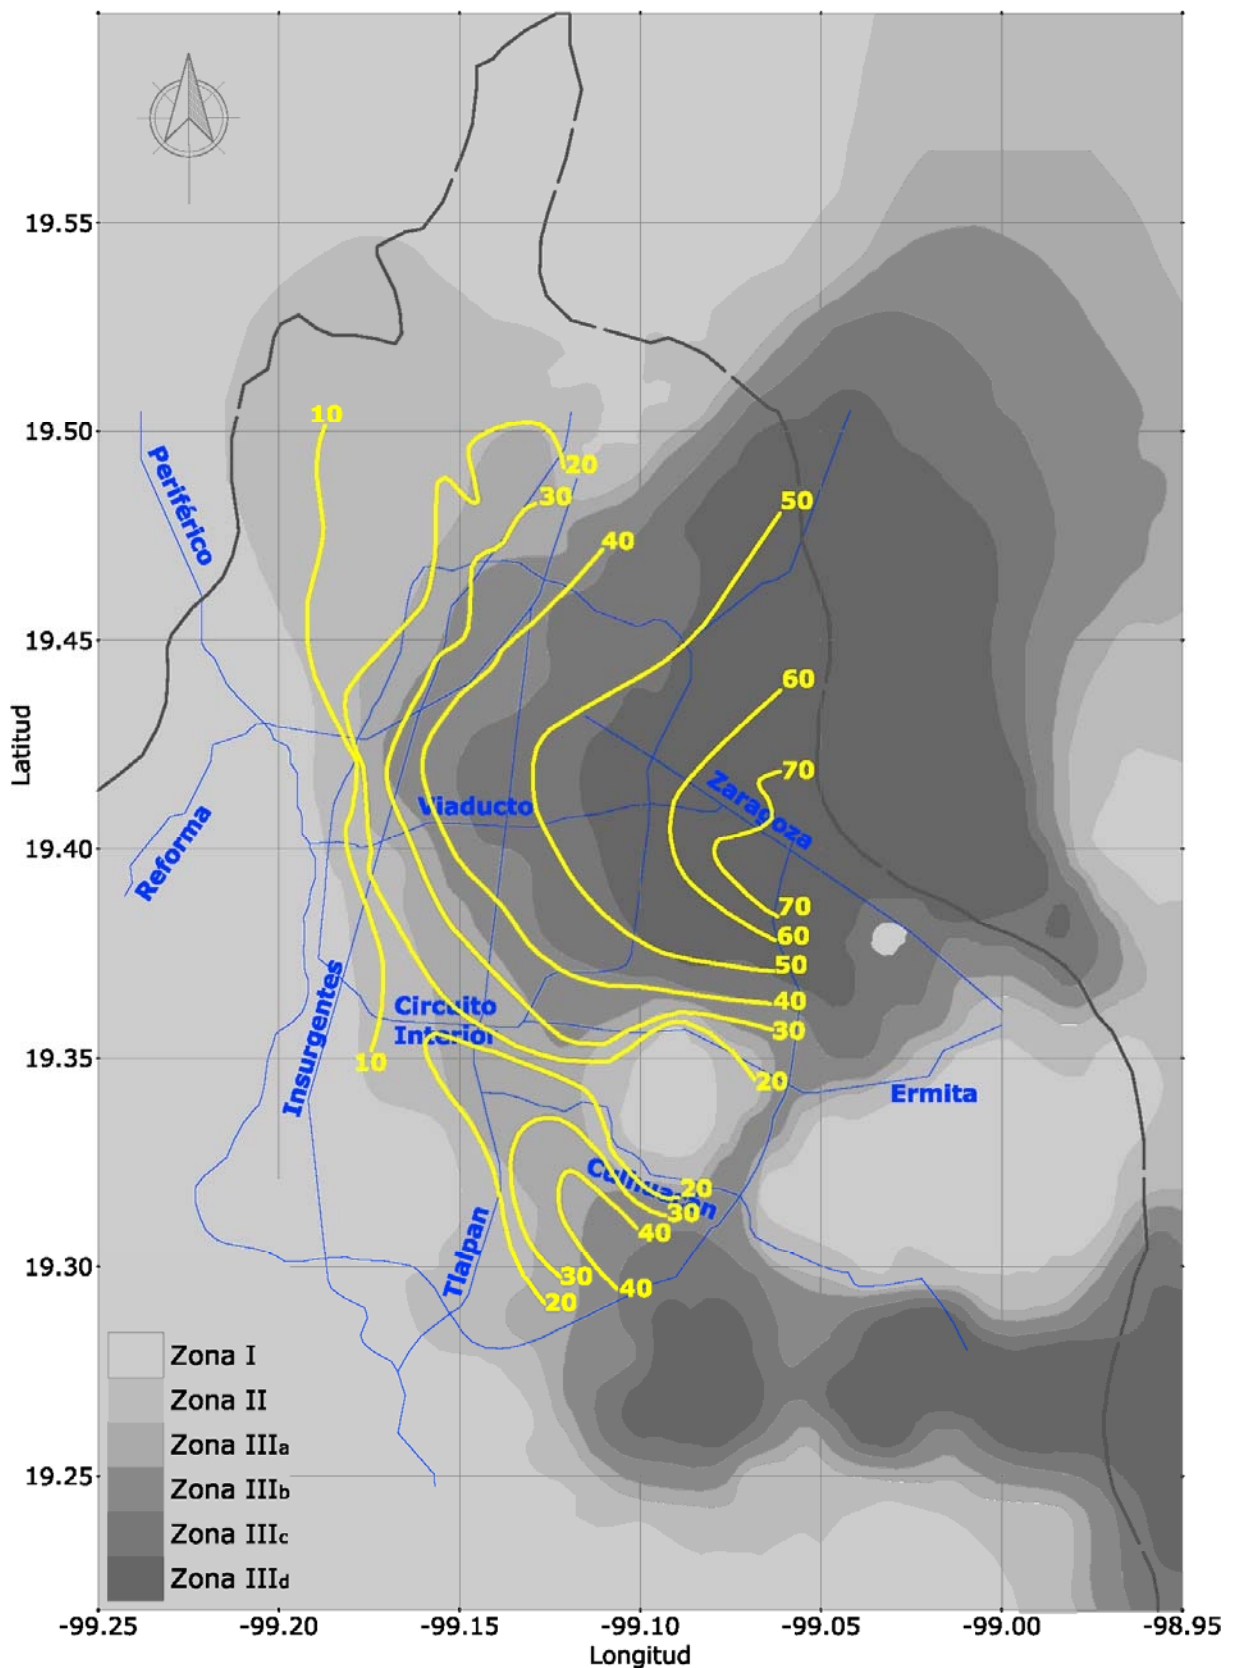 19.55
10
19.50
20
Periférico
30
50
40
19.45
60
Latitud
70
Zaragoza
Viaducto
Reforma
19.40
70
60
50
Insurgentes
Circuito
Interior
40
30
19.35
10
20
Ermita
Culhuacán
20
30
40
Tlalpan
19.30
30
40
20
Zona I
Zona II
Zona IIIa
19.25
Zona IIIb
Zona IIIc
Zona IIId
-99.25
-99.20
-99.15
-99.10
-99.05
-99.00
-98.95
Longitud